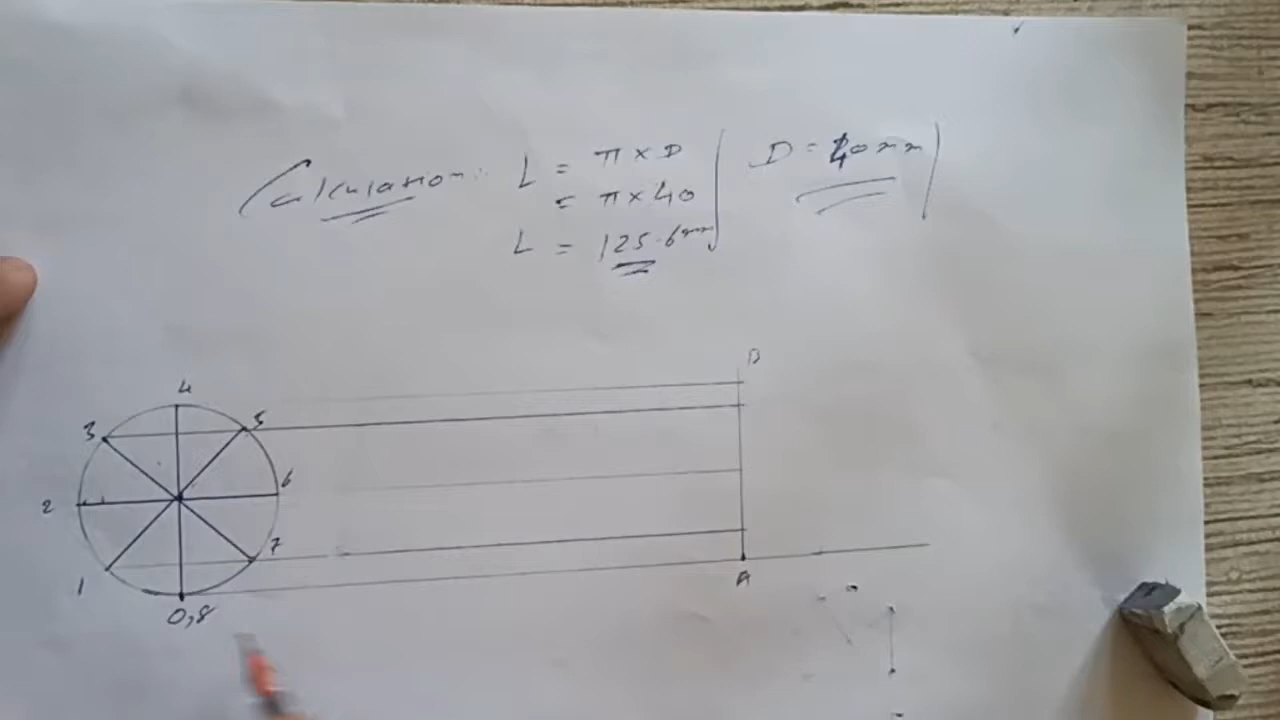 Calculation: L = π × D
= π × 40
L = 125.6mm
D = 40mm
B
4
3
5
2
6
1
7
0,8
A